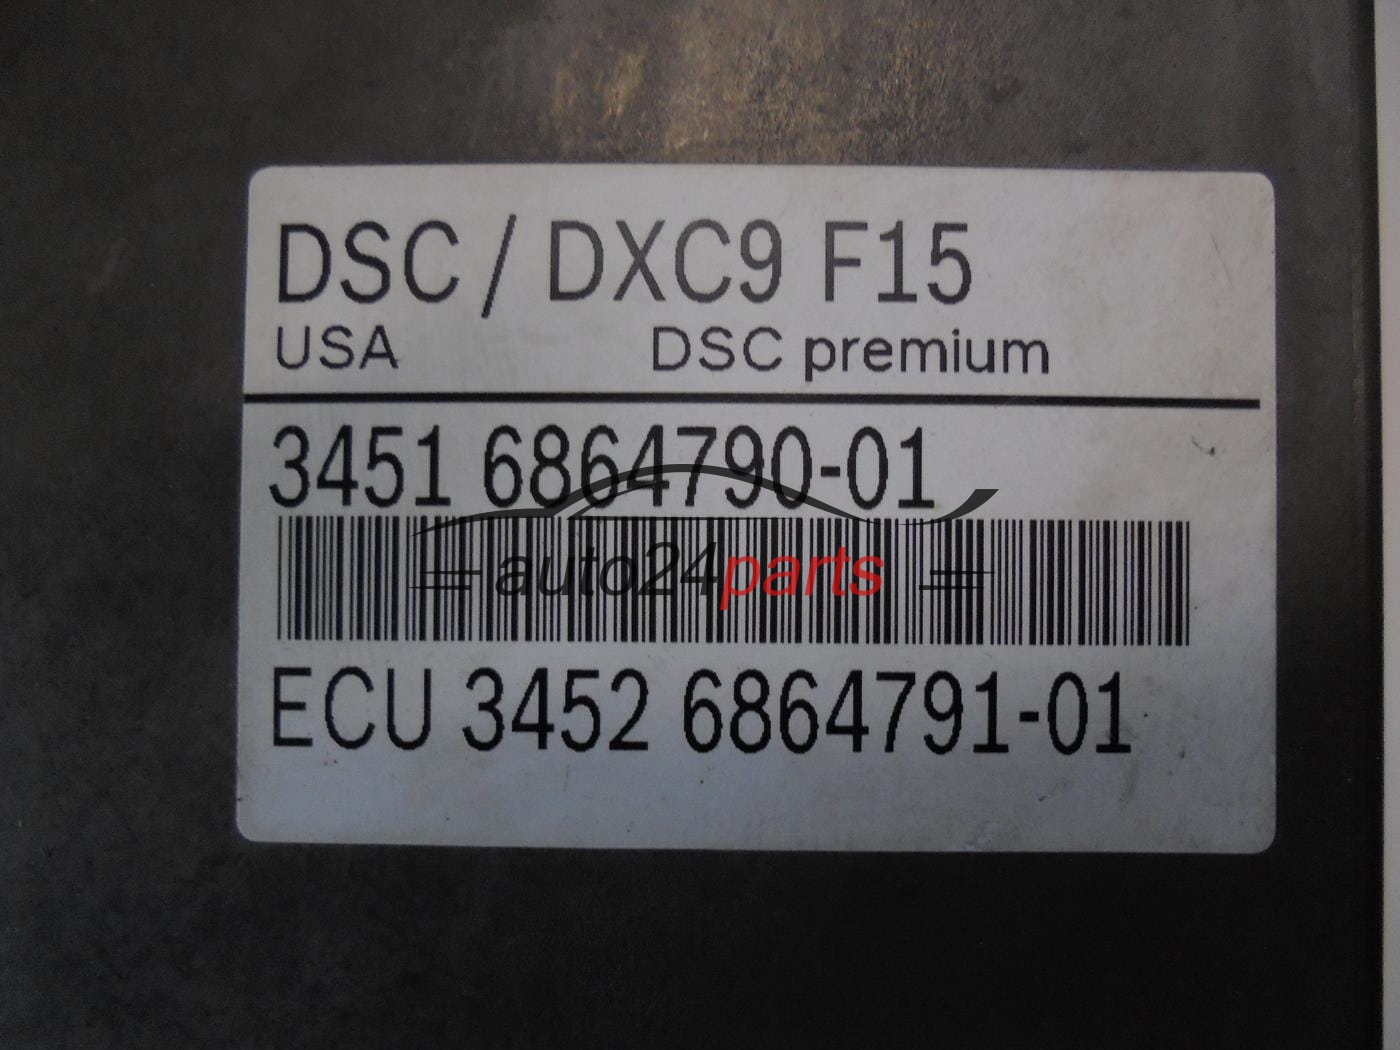 DSC / DXC9 F15
USA DSC premium
3451 6864790-01
auto24parts
ECU 3452 6864791-01